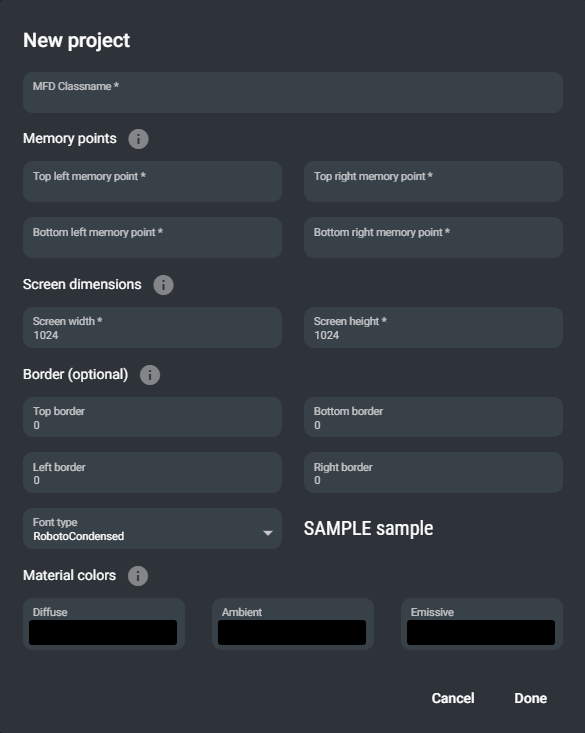 New project
MFD Classname *
Memory points i
Top left memory point *
Top right memory point *
Bottom left memory point *
Bottom right memory point *
Screen dimensions i
Screen width *
1024
Screen height *
1024
Border (optional) i
Top border
0
Bottom border
0
Left border
0
Right border
0
Font type
RobotoCondensed
SAMPLE sample
Material colors i
Diffuse
Ambient
Emissive
Cancel
Done